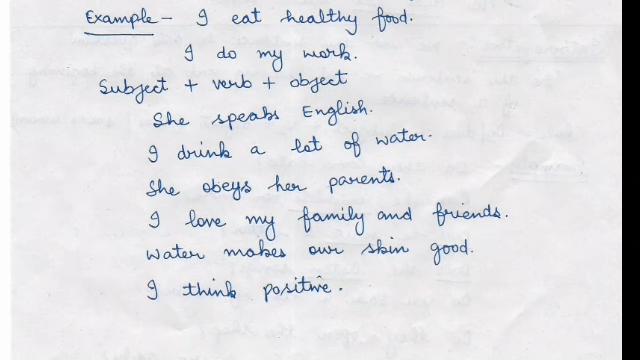 Example - I eat healthy food.
I do my work.
Subject + verb + object
She speaks English.
I drink a lot of water.
She obeys her parents.
I love my family and friends.
Water makes our skin good.
I think positive.